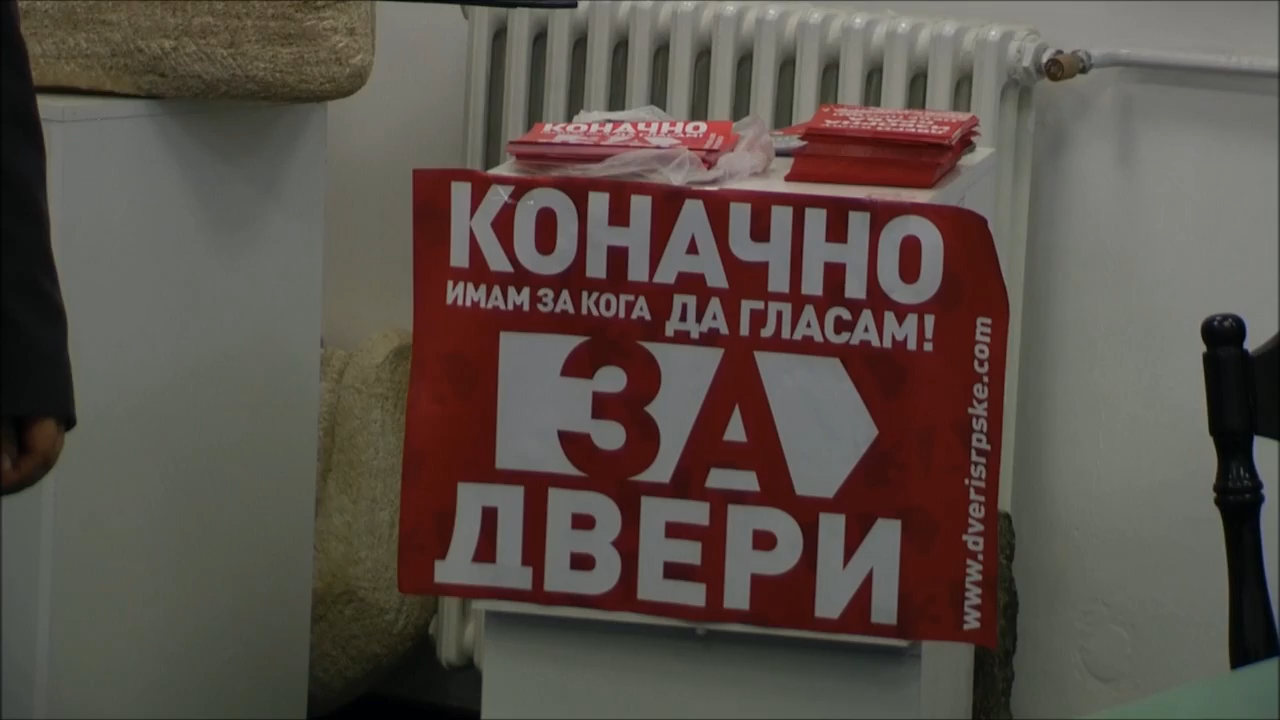 КОНАЧНО
КОНАЧНО
ИМАМ ЗА КОГА ДА ГЛАСАМ!
ЗА
ДВЕРИ
www.dverisrpske.com